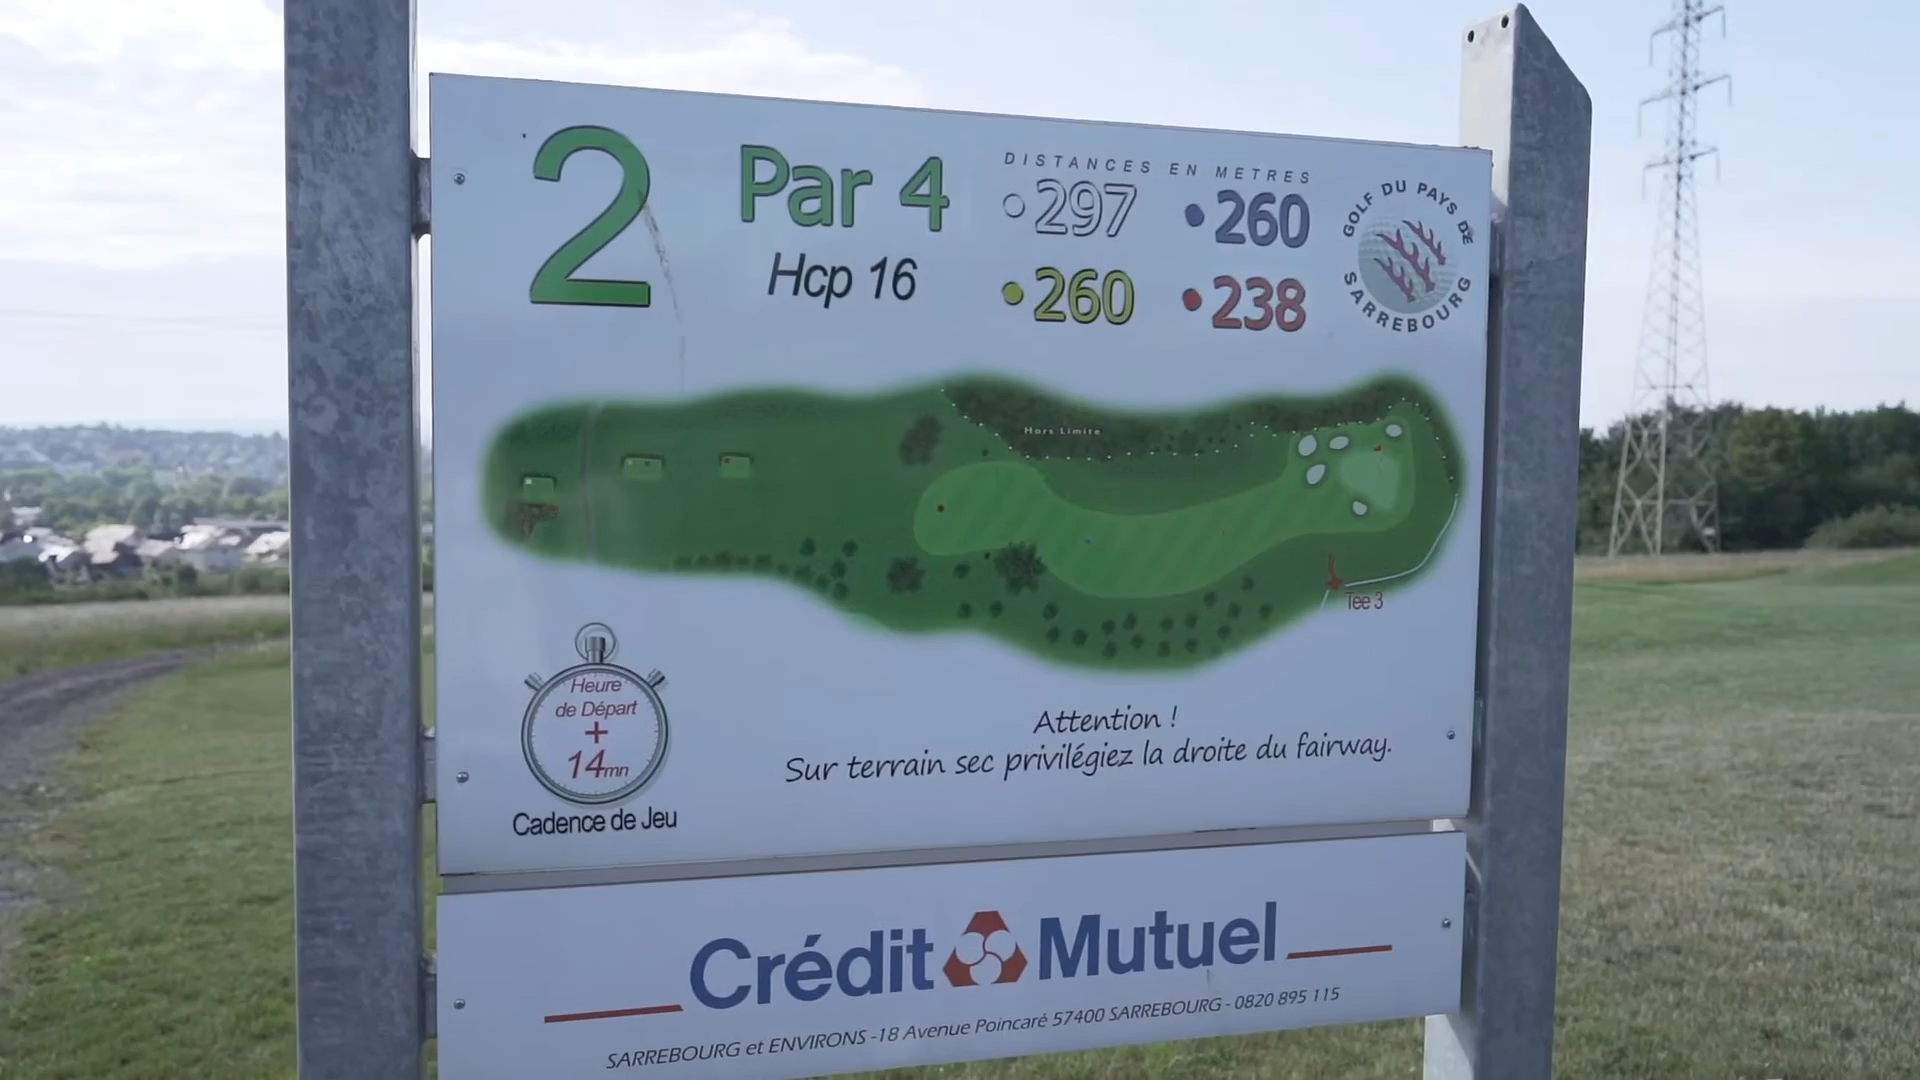 2
Par 4
Hcp 16
DISTANCES EN METRES
297
260
260
238
GOLF DU PAYS DE
SARREBOURG
Hors Limite
Tee 3
Heure
de Départ
+
14mn
Cadence de Jeu
Attention !
Sur terrain sec privilégiez la droite du fairway.
Crédit Mutuel
SARREBOURG et ENVIRONS -18 Avenue Poincaré 57400 SARREBOURG - 0820 895 115